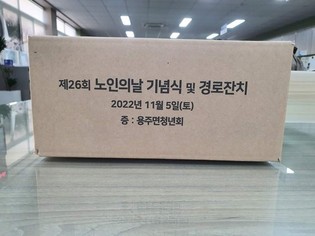 제26회 노인의날 기념식 및 경로잔치
2022년 11월 5일(토)
증 : 용주면청년회